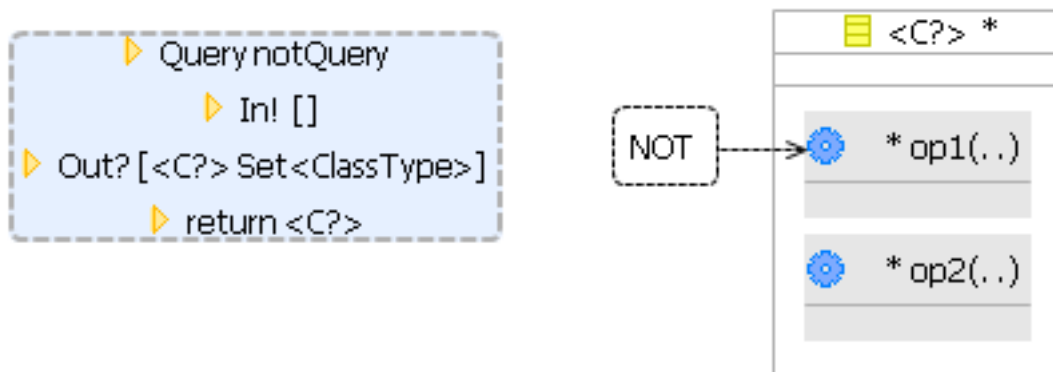 Query notQuery
In! []
Out? [<C?> Set<ClassType>]
return <C?>
NOT
<C?> *
* op1(..)
* op2(..)